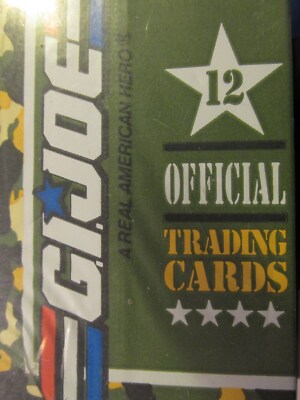 G.I.JOE
A REAL AMERICAN HERO
12
OFFICIAL
TRADING
CARDS